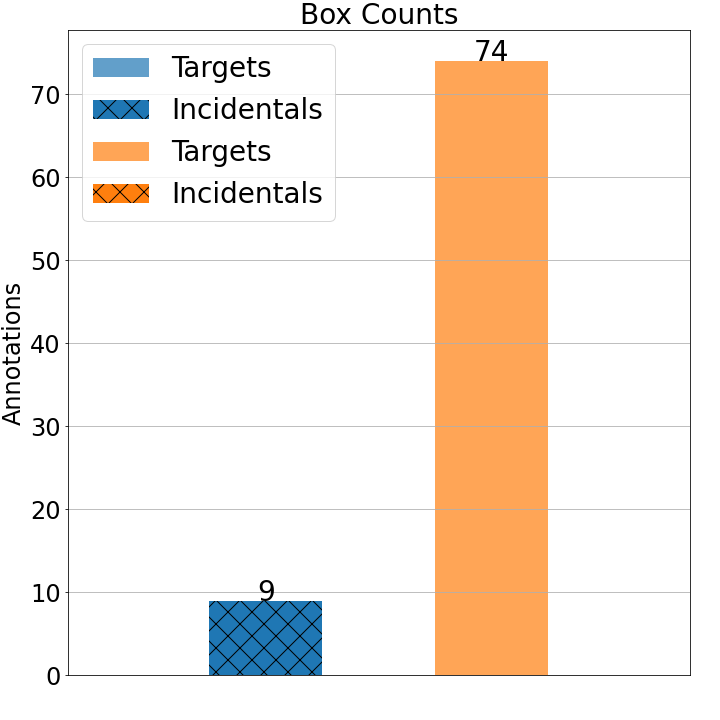 Box Counts
74
Targets
Incidentals
Targets
Incidentals
70
60
50
40
30
20
10
0
Annotations
9